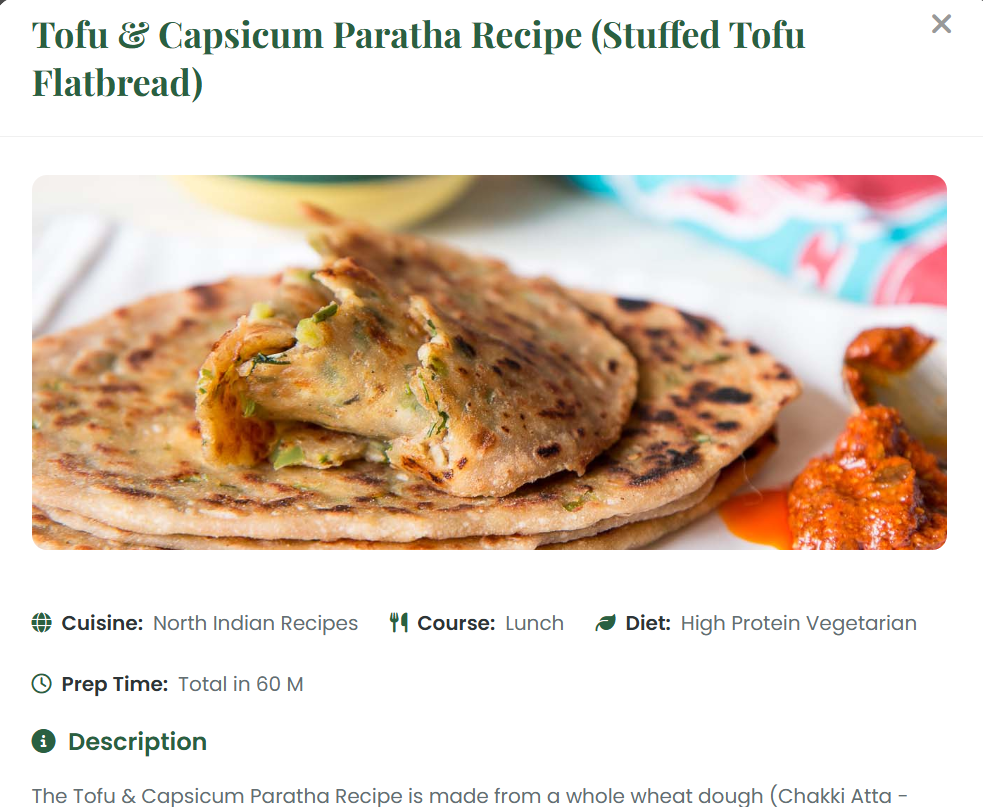 Tofu & Capsicum Paratha Recipe (Stuffed Tofu
Flatbread)
Cuisine: North Indian Recipes Course: Lunch Diet: High Protein Vegetarian
Prep Time: Total in 60 M
Description
The Tofu & Capsicum Paratha Recipe is made from a whole wheat dough (Chakki Atta -